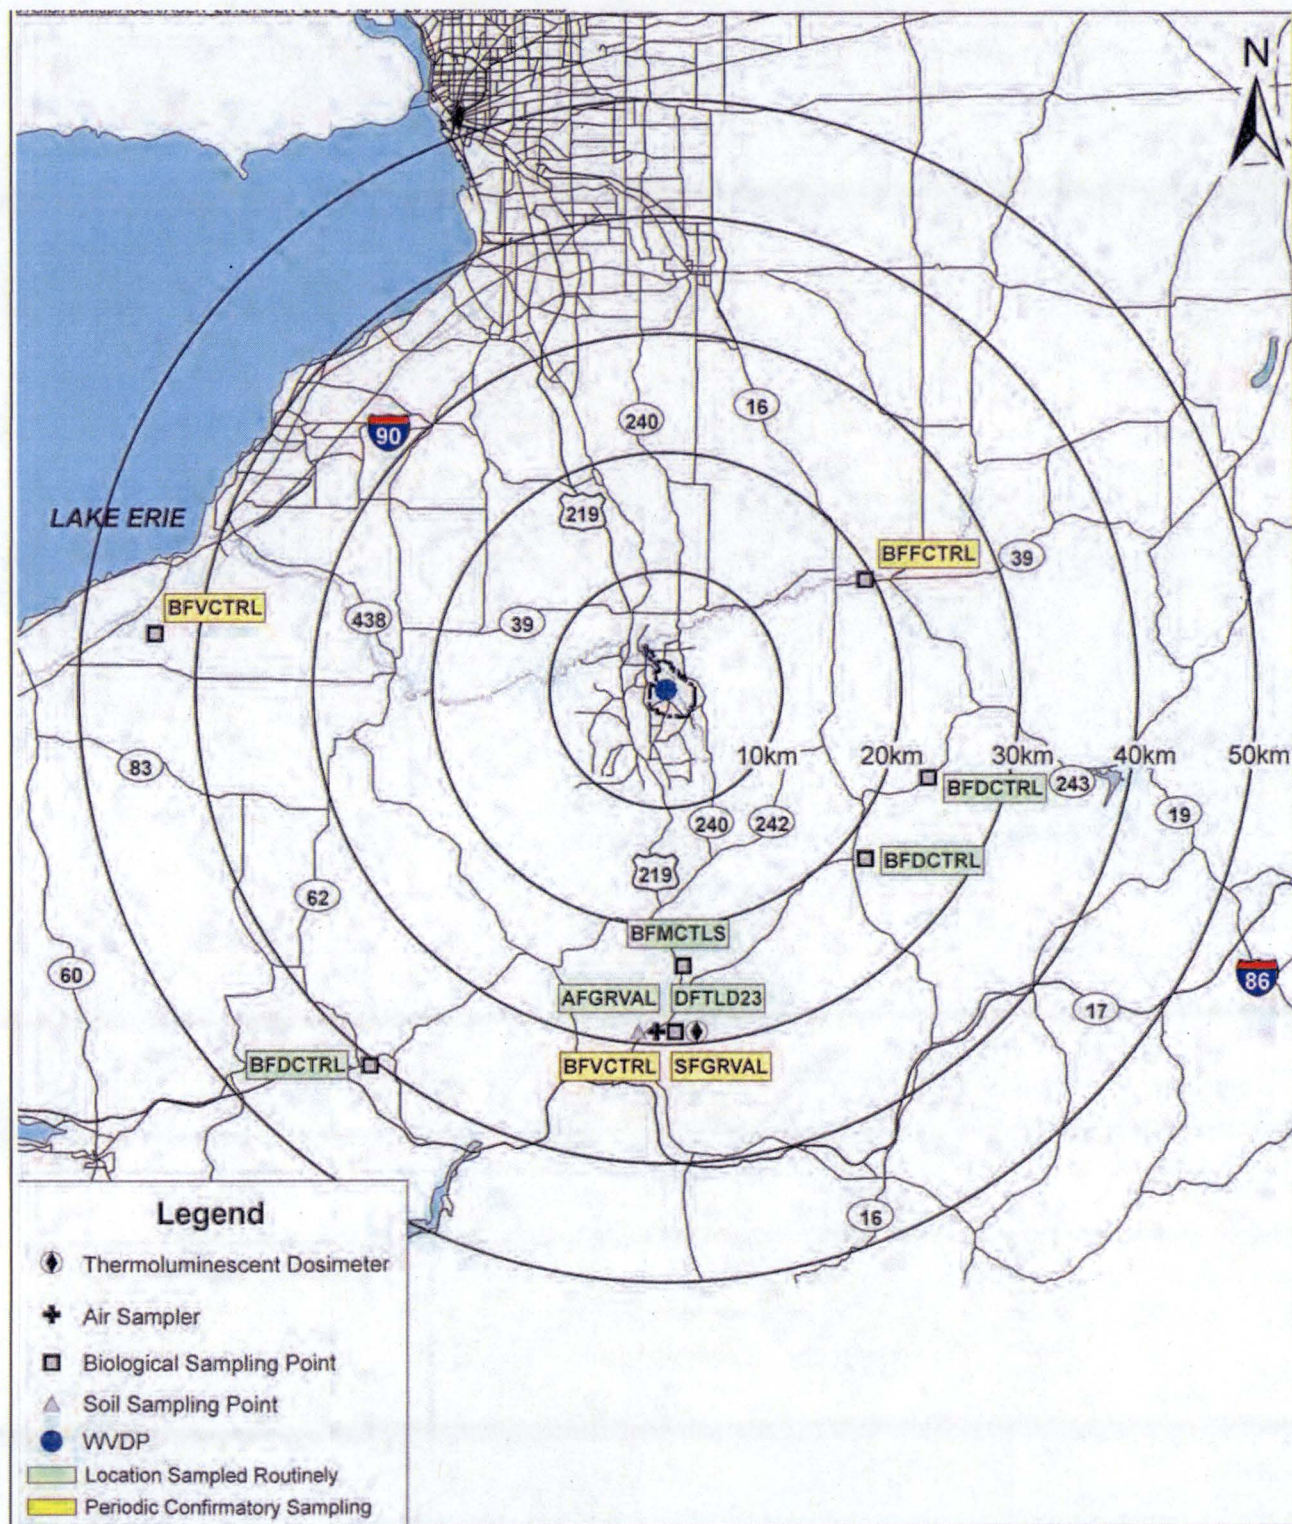 N
240
16
90
219
LAKE ERIE
BFFCTRL
39
BFVCTRL
438
39
10km 20km 30km 40km 50km
83
243
BFDCTRL
19
240
242
BFDCTRL
219
62
BFMCTLS
60
86
AFGRVAL DFTLD23
17
BFDCTRL
BFVCTRL SFGRVAL
16
Legend
Thermoluminescent Dosimeter
Air Sampler
Biological Sampling Point
Soil Sampling Point
WVDP
Location Sampled Routinely
Periodic Confirmatory Sampling